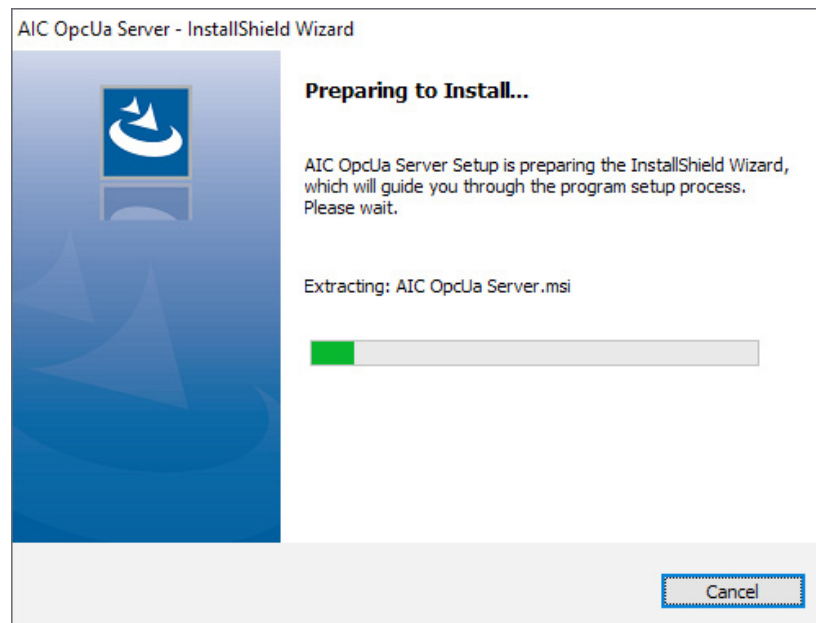 AIC OpcUa Server - InstallShield Wizard
Preparing to Install...
AIC OpcUa Server Setup is preparing the InstallShield Wizard,
which will guide you through the program setup process.
Please wait.
Extracting: AIC OpcUa Server.msi
Cancel